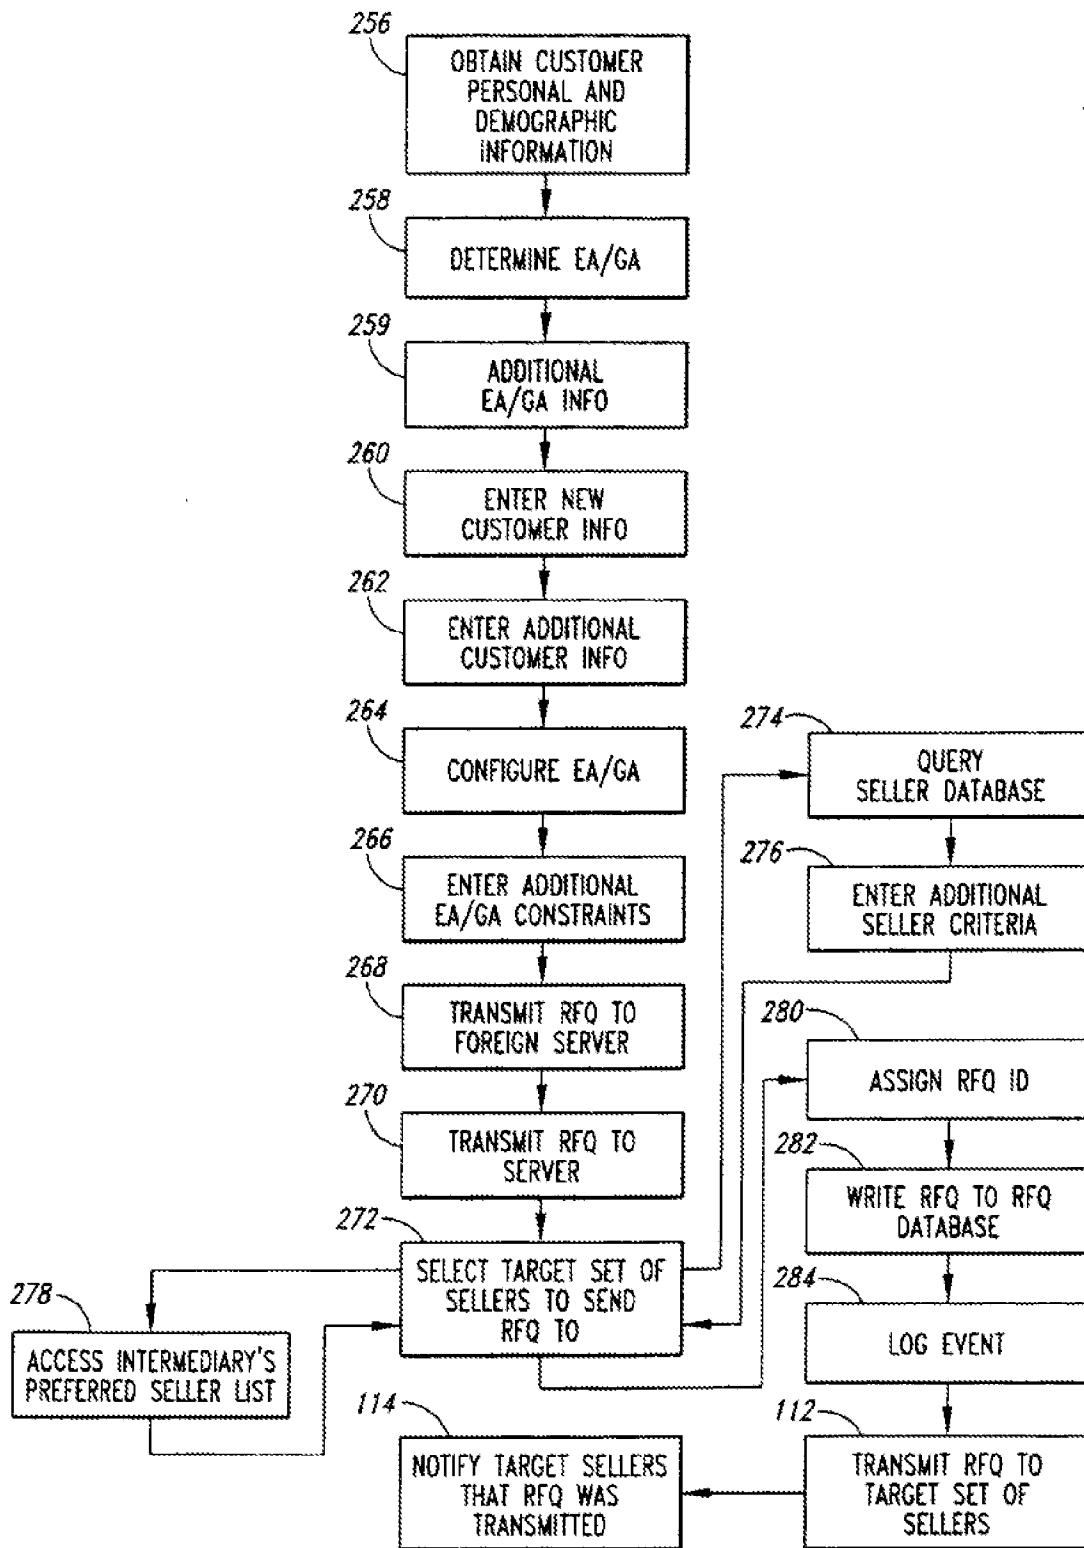 256
OBTAIN CUSTOMER
PERSONAL AND
DEMOGRAPHIC
INFORMATION
258
DETERMINE EA/GA
259
ADDITIONAL
EA/GA INFO
260
ENTER NEW
CUSTOMER INFO
262
ENTER ADDITIONAL
CUSTOMER INFO
264
CONFIGURE EA/GA
266
ENTER ADDITIONAL
EA/GA CONSTRAINTS
268
TRANSMIT RFQ TO
FOREIGN SERVER
270
TRANSMIT RFQ TO
SERVER
272
SELECT TARGET SET OF
SELLERS TO SEND
RFQ TO
274
QUERY
SELLER DATABASE
276
ENTER ADDITIONAL
SELLER CRITERIA
278
ACCESS INTERMEDIARY'S
PREFERRED SELLER LIST
280
ASSIGN RFQ ID
282
WRITE RFQ TO RFQ
DATABASE
284
LOG EVENT
112
TRANSMIT RFQ TO
TARGET SET OF
SELLERS
114
NOTIFY TARGET SELLERS
THAT RFQ WAS
TRANSMITTED